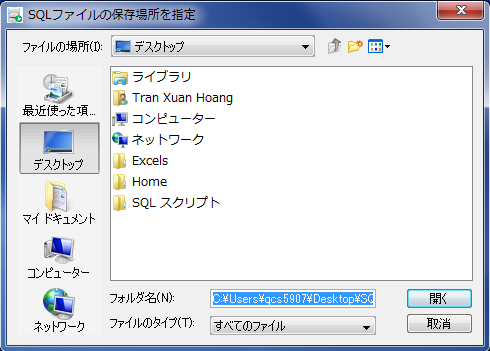 SQLファイルの保存場所を指定
ファイルの場所(I):
デスクトップ
最近使った項...
デスクトップ
マイ ドキュメント
コンピューター
ネットワーク
ライブラリ
Tran Xuan Hoang
コンピューター
ネットワーク
Excels
Home
SQL スクリプト
フォルダ名(N):
C:¥Users¥qcs5907¥Desktop¥SQ
開く
ファイルのタイプ(T):
すべてのファイル
取消